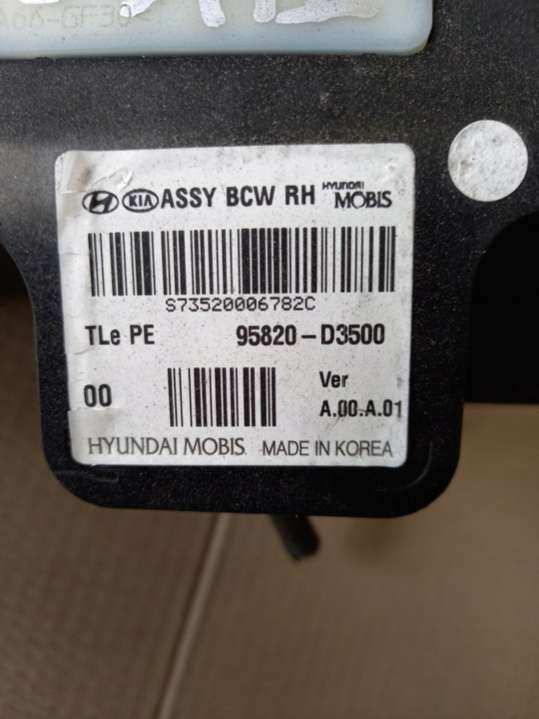 KIA ASSY BCW RH HYUNDAI MOBIS
S73520006782C
TLe PE 95820-D3500
00 Ver
A.00.A.01
HYUNDAI MOBIS MADE IN KOREA